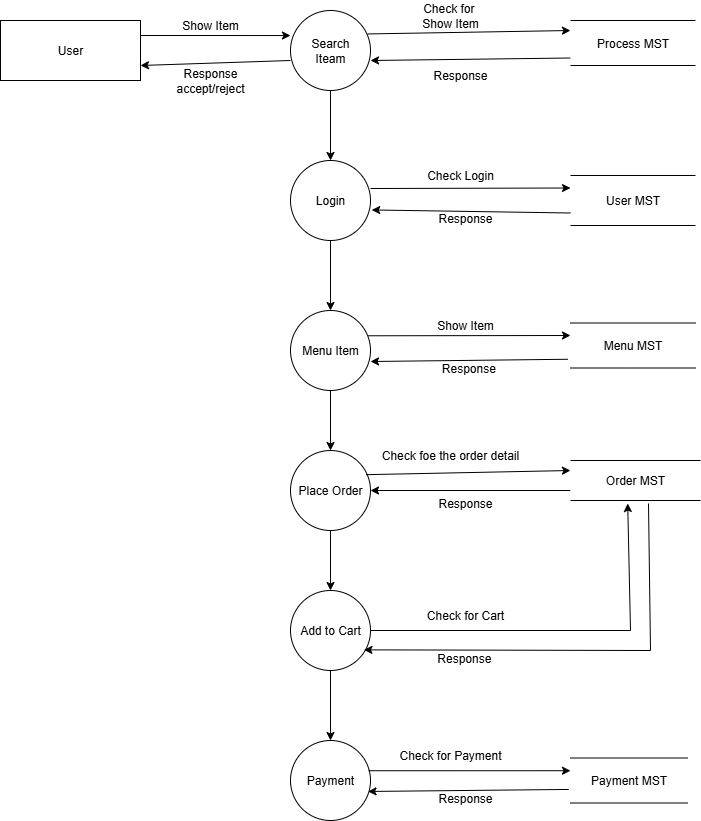 Check for
Show Item
Show Item
User
Search
Iteam
Process MST
Response
accept/reject
Response
Check Login
Login
User MST
Response
Show Item
Menu Item
Menu MST
Response
Check foe the order detail
Place Order
Order MST
Response
Check for Cart
Add to Cart
Response
Check for Payment
Payment
Payment MST
Response